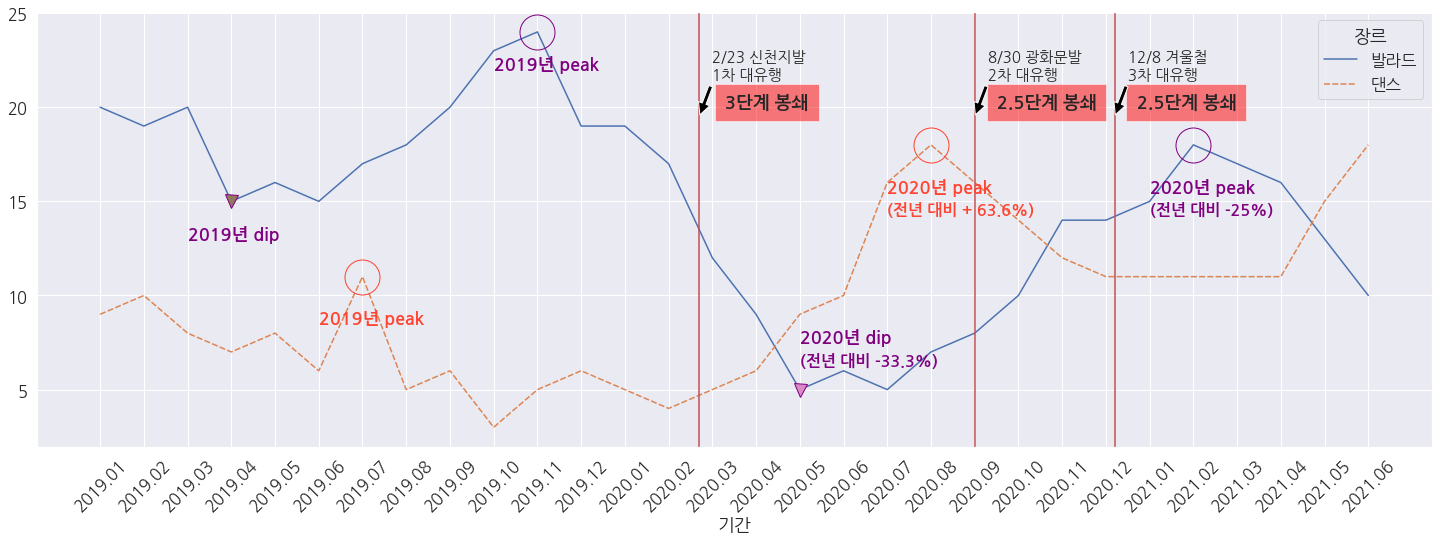 25
20
15
10
5
2019년 peak
2019년 dip
2019년 peak
2/23 신천지발
1차 대유행
3단계 봉쇄
8/30 광화문발
2차 대유행
2.5단계 봉쇄
12/8 겨울철
3차 대유행
2.5단계 봉쇄
장르
발라드
댄스
2020년 peak
(전년 대비 + 63.6%)
2020년 peak
(전년 대비 -25%)
2020년 dip
(전년 대비 -33.3%)
2019.01
2019.02
2019.03
2019.04
2019.05
2019.06
2019.07
2019.08
2019.09
2019.10
2019.11
2019.12
2020.01
2020.02
2020.03
2020.04
2020.05
2020.06
2020.07
2020.08
2020.09
2020.10
2020.11
2020.12
2021.01
2021.02
2021.03
2021.04
2021.05
2021.06
기간